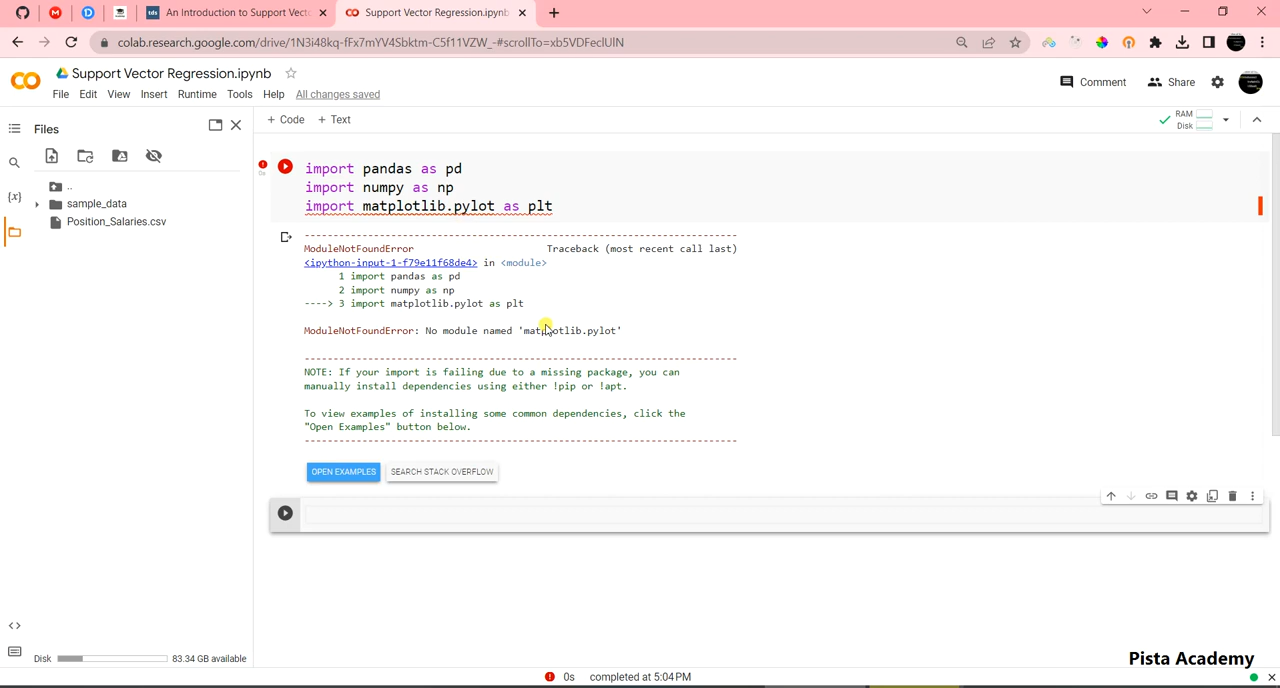 An Introduction to Support Vect
Support Vector Regression.ipynb
colab.research.google.com/drive/1N3i48kq-fFx7mYV4Sbktm-C5f11VZW_-#scrollTo=xb5VDFeclUlN
Support Vector Regression.ipynb
File Edit View Insert Runtime Tools Help All changes saved
Comment
Share
Files
+ Code + Text
RAM
Disk
..
sample_data
Position_Salaries.csv
{x}
0s
import pandas as pd
import numpy as np
import matplotlib.pylot as plt
---------------------------------------------------------------------------
ModuleNotFoundError Traceback (most recent call last)
<ipython-input-1-f79e11f68de4> in <module>
1 import pandas as pd
2 import numpy as np
----> 3 import matplotlib.pylot as plt
ModuleNotFoundError: No module named 'matplotlib.pylot'
---------------------------------------------------------------------------
NOTE: If your import is failing due to a missing package, you can
manually install dependencies using either !pip or !apt.
To view examples of installing some common dependencies, click the
"Open Examples" button below.
---------------------------------------------------------------------------
OPEN EXAMPLES SEARCH STACK OVERFLOW
Disk 83.34 GB available
Pista Academy
0s completed at 5:04 PM